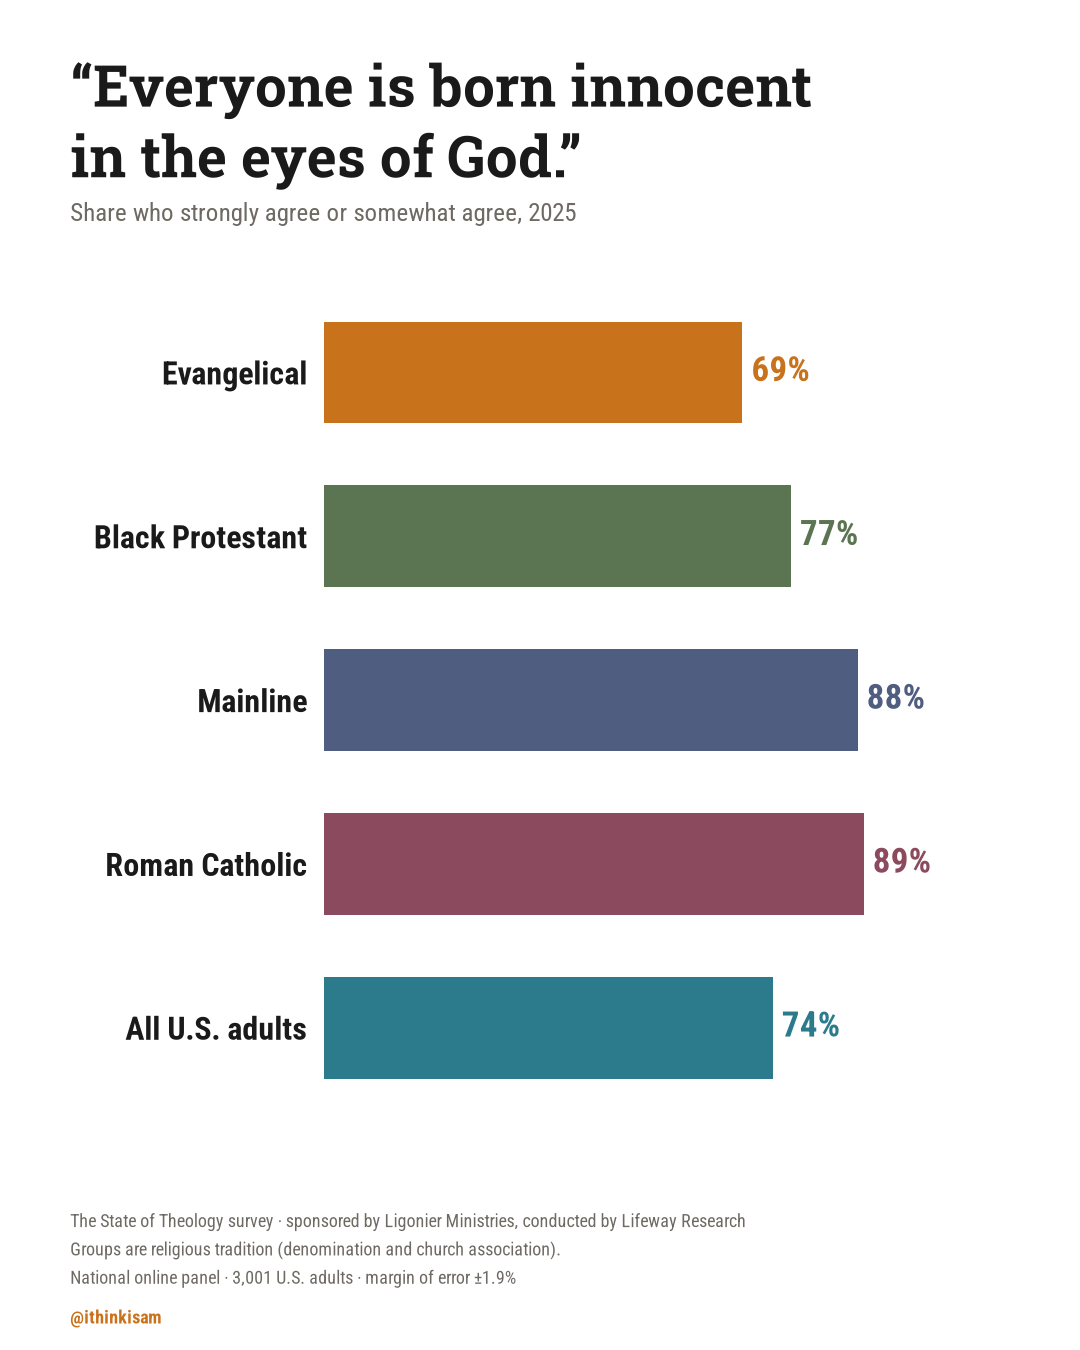 “Everyone is born innocent
in the eyes of God.”
Share who strongly agree or somewhat agree, 2025
Evangelical 69%
Black Protestant 77%
Mainline 88%
Roman Catholic 89%
All U.S. adults 74%
The State of Theology survey · sponsored by Ligonier Ministries, conducted by Lifeway Research
Groups are religious tradition (denomination and church association).
National online panel · 3,001 U.S. adults · margin of error ±1.9%
@ithinkisam